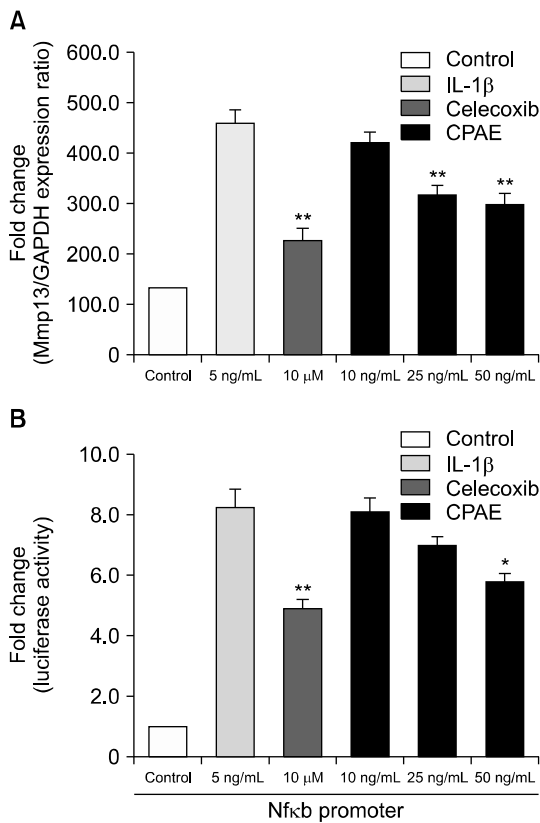 A
Fold change
(Mmp13/GAPDH expression ratio)
600.0
500.0
400.0
300.0
200.0
100.0
0
Control
IL-1β
Celecoxib
CPAE
**
**
**
Control 5 ng/mL 10 μM 10 ng/mL 25 ng/mL 50 ng/mL
B
Fold change
(luciferase activity)
10.0
8.0
6.0
4.0
2.0
0
Control
IL-1β
Celecoxib
CPAE
**
*
Control 5 ng/mL 10 μM 10 ng/mL 25 ng/mL 50 ng/mL
Nfκb promoter